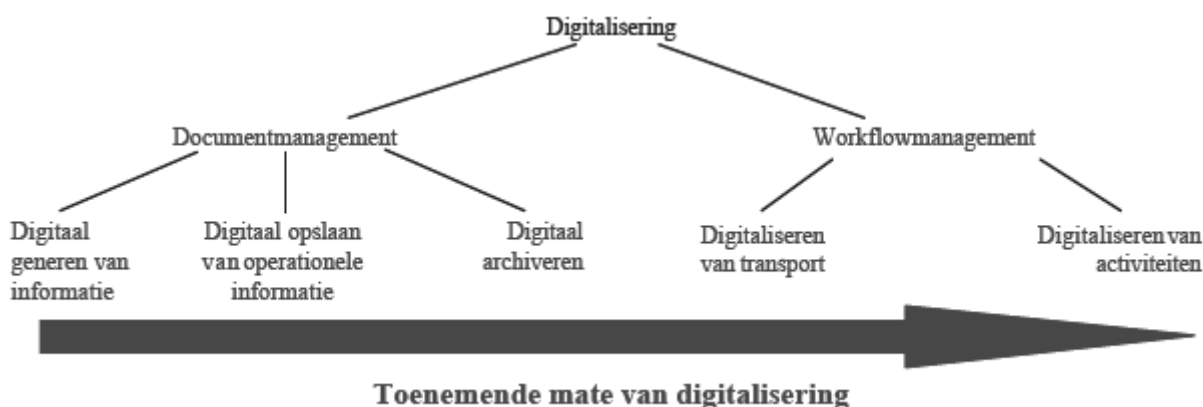 Digitalisering
Documentmanagement
Workflowmanagement
Digitaal
generen van
informatie
Digitaal opslaan
van operationele
informatie
Digitaal
archiveren
Digitaliseren
van transport
Digitaliseren van
activiteiten
Toenemende mate van digitalisering